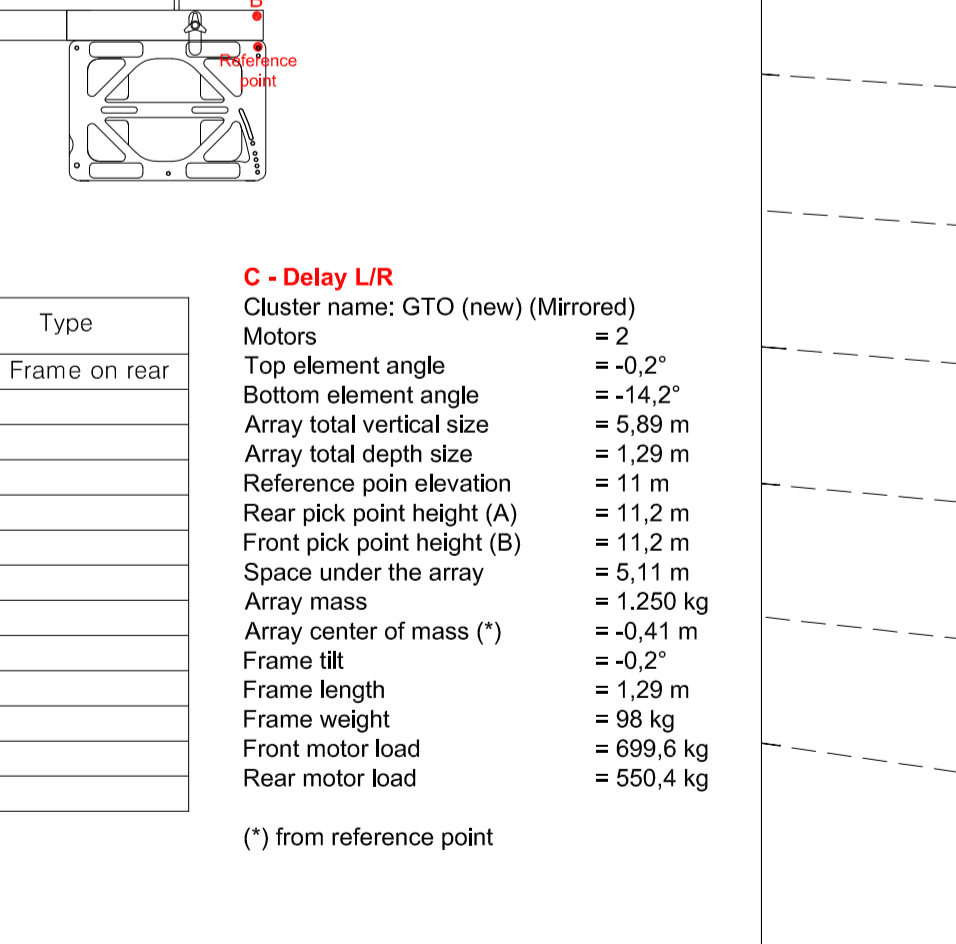 Reference
point
C - Delay L/R
Cluster name: GTO (new) (Mirrored)
Motors = 2
Top element angle = -0,2°
Bottom element angle = -14,2°
Array total vertical size = 5,89 m
Array total depth size = 1,29 m
Reference poin elevation = 11 m
Rear pick point height (A) = 11,2 m
Front pick point height (B) = 11,2 m
Space under the array = 5,11 m
Array mass = 1.250 kg
Array center of mass (*) = -0,41 m
Frame tilt = -0,2°
Frame length = 1,29 m
Frame weight = 98 kg
Front motor load = 699,6 kg
Rear motor load = 550,4 kg
(*) from reference point
Type
Frame on rear